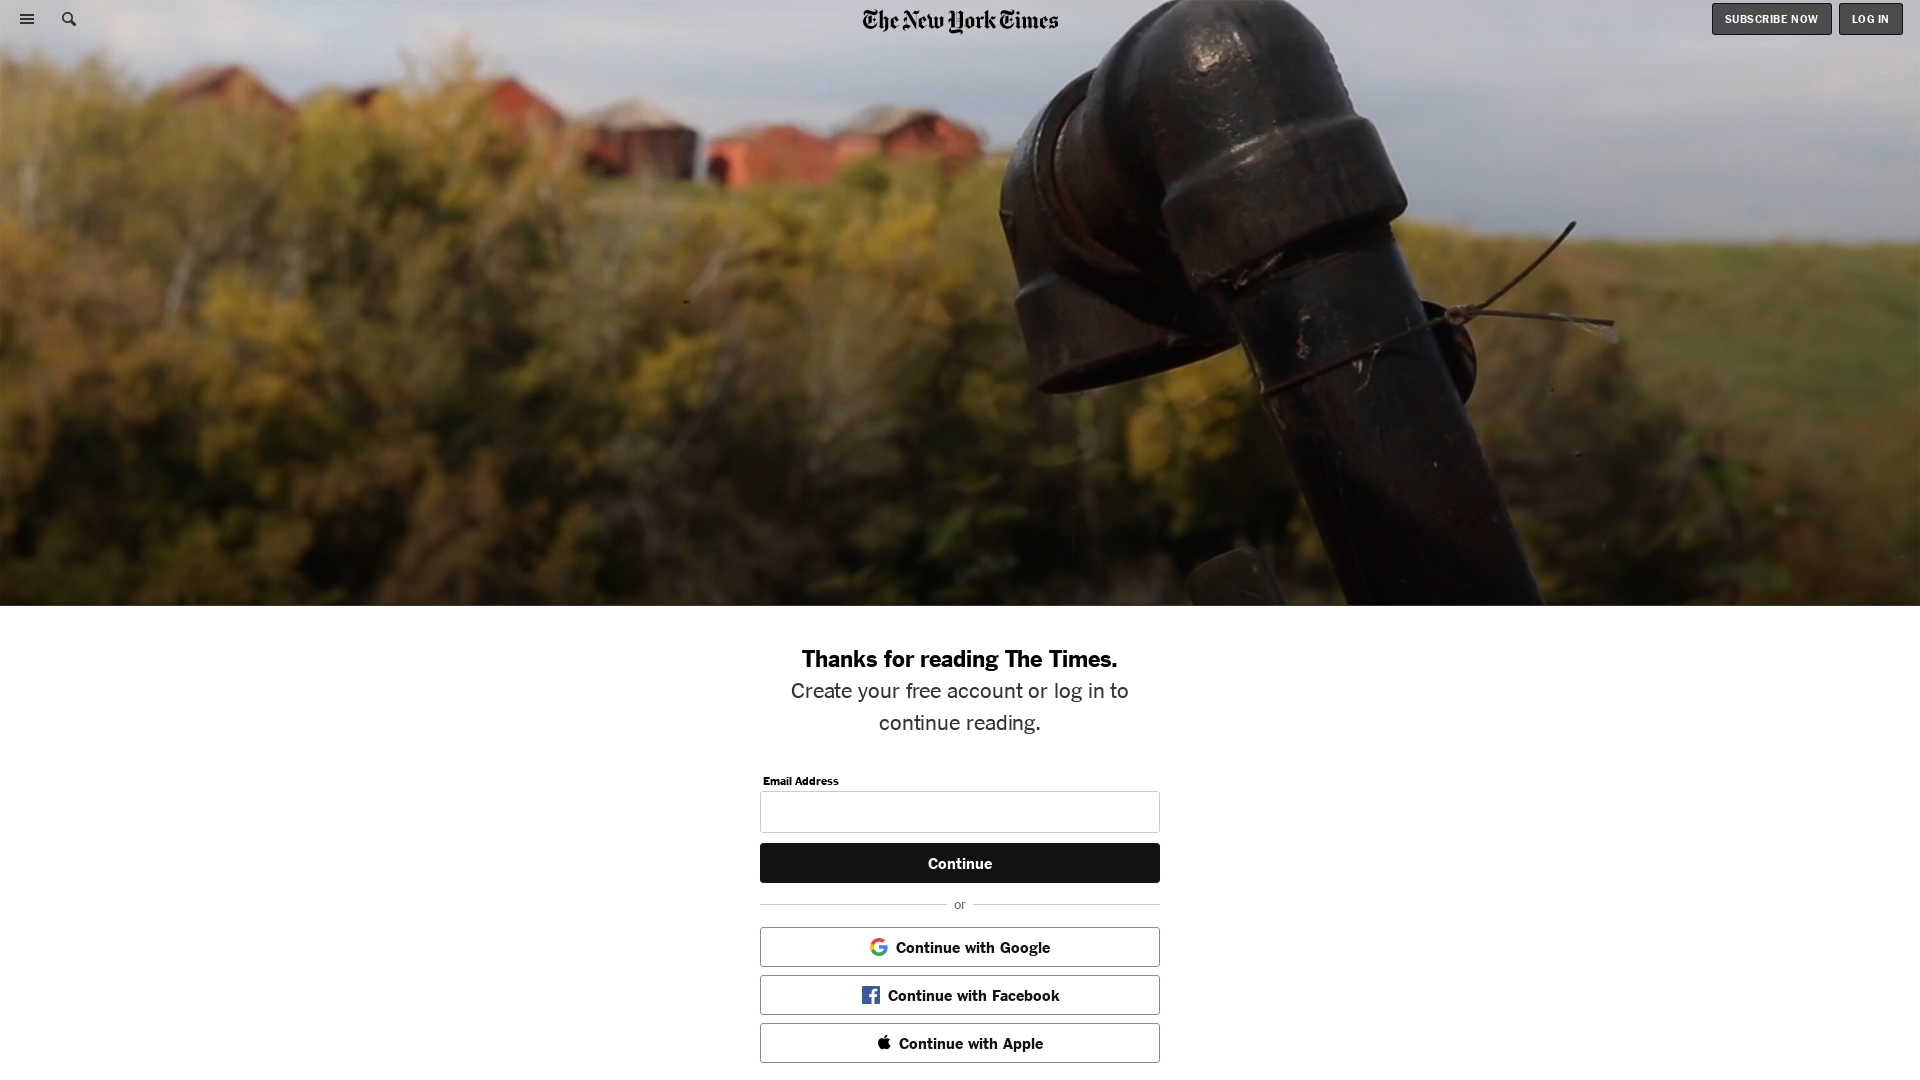 The New York Times
SUBSCRIBE NOW
LOG IN
Thanks for reading The Times.
Create your free account or log in to
continue reading.
Email Address
Continue
or
Continue with Google
Continue with Facebook
Continue with Apple